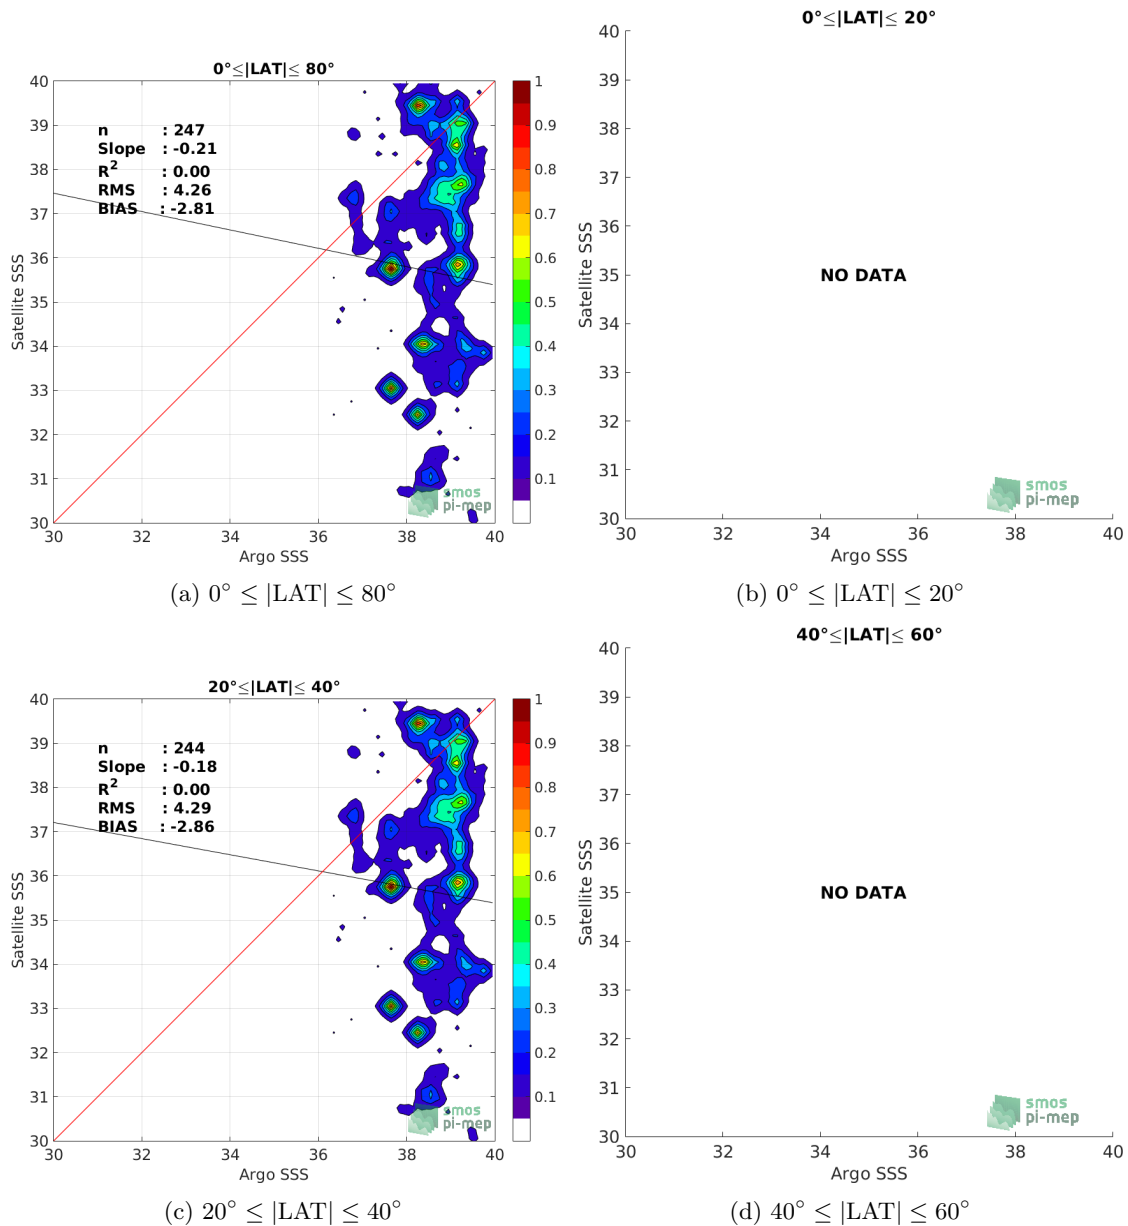 0°≤|LAT|≤ 80°
40
39
38
37
36
35
34
33
32
31
30
Satellite SSS
n : 247
Slope : -0.21
R² : 0.00
RMS : 4.26
BIAS : -2.81
smos
pi-mep
30 32 34 36 38 40
Argo SSS
1
0.9
0.8
0.7
0.6
0.5
0.4
0.3
0.2
0.1
(a) 0° ≤ |LAT| ≤ 80°
0°≤|LAT|≤ 20°
40
39
38
37
36
35
34
33
32
31
30
Satellite SSS
NO DATA
smos
pi-mep
30 32 34 36 38 40
Argo SSS
(b) 0° ≤ |LAT| ≤ 20°
20°≤|LAT|≤ 40°
40
39
38
37
36
35
34
33
32
31
30
Satellite SSS
n : 244
Slope : -0.18
R² : 0.00
RMS : 4.29
BIAS : -2.86
smos
pi-mep
30 32 34 36 38 40
Argo SSS
1
0.9
0.8
0.7
0.6
0.5
0.4
0.3
0.2
0.1
(c) 20° ≤ |LAT| ≤ 40°
40°≤|LAT|≤ 60°
40
39
38
37
36
35
34
33
32
31
30
Satellite SSS
NO DATA
smos
pi-mep
30 32 34 36 38 40
Argo SSS
(d) 40° ≤ |LAT| ≤ 60°